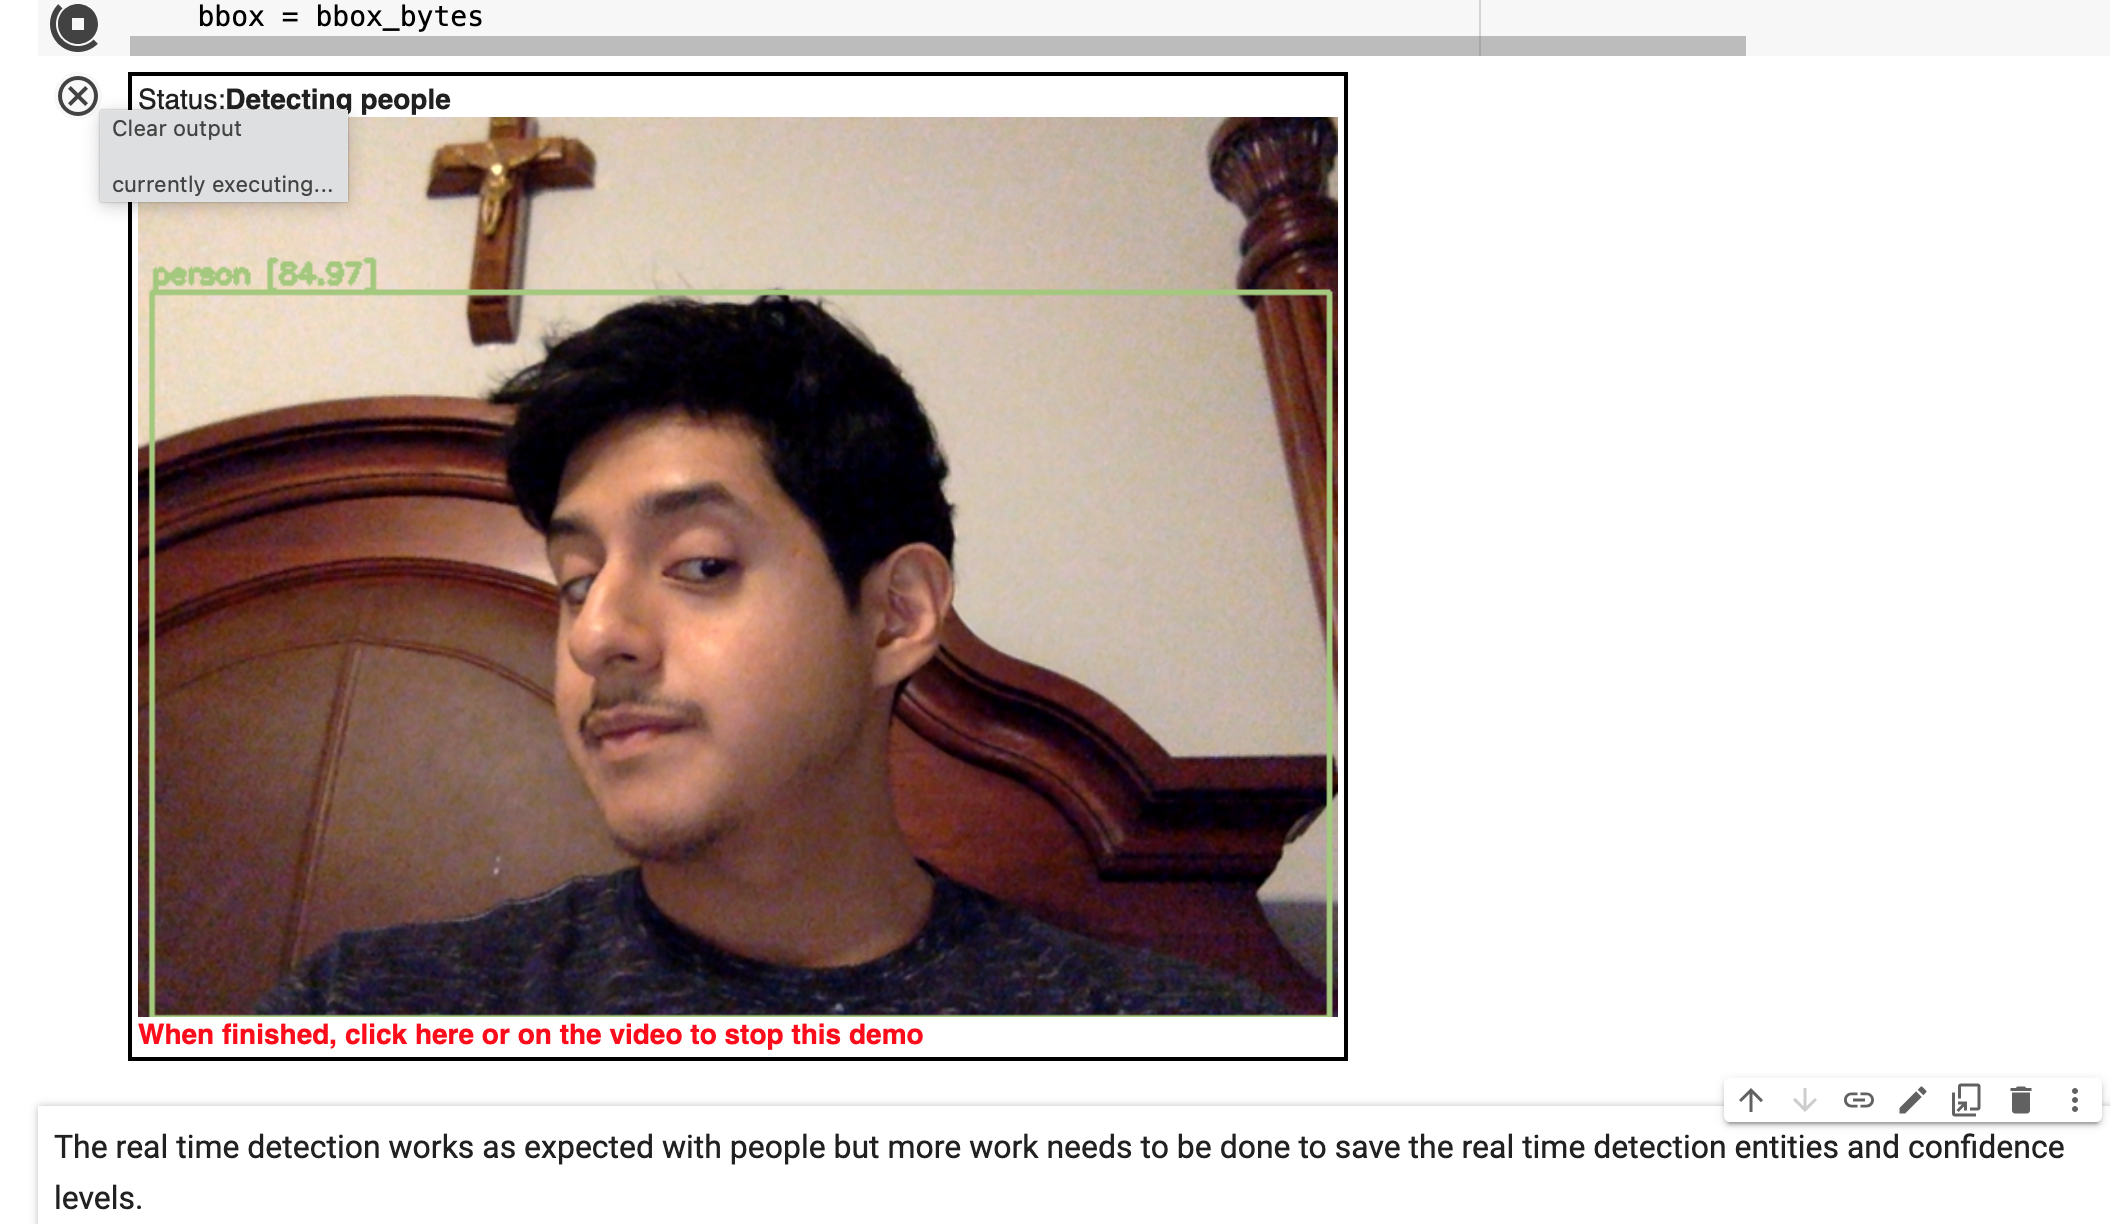 bbox = bbox_bytes
Status:Detecting people
Clear output
currently executing...
person [84.97]
When finished, click here or on the video to stop this demo
The real time detection works as expected with people but more work needs to be done to save the real time detection entities and confidence
levels.